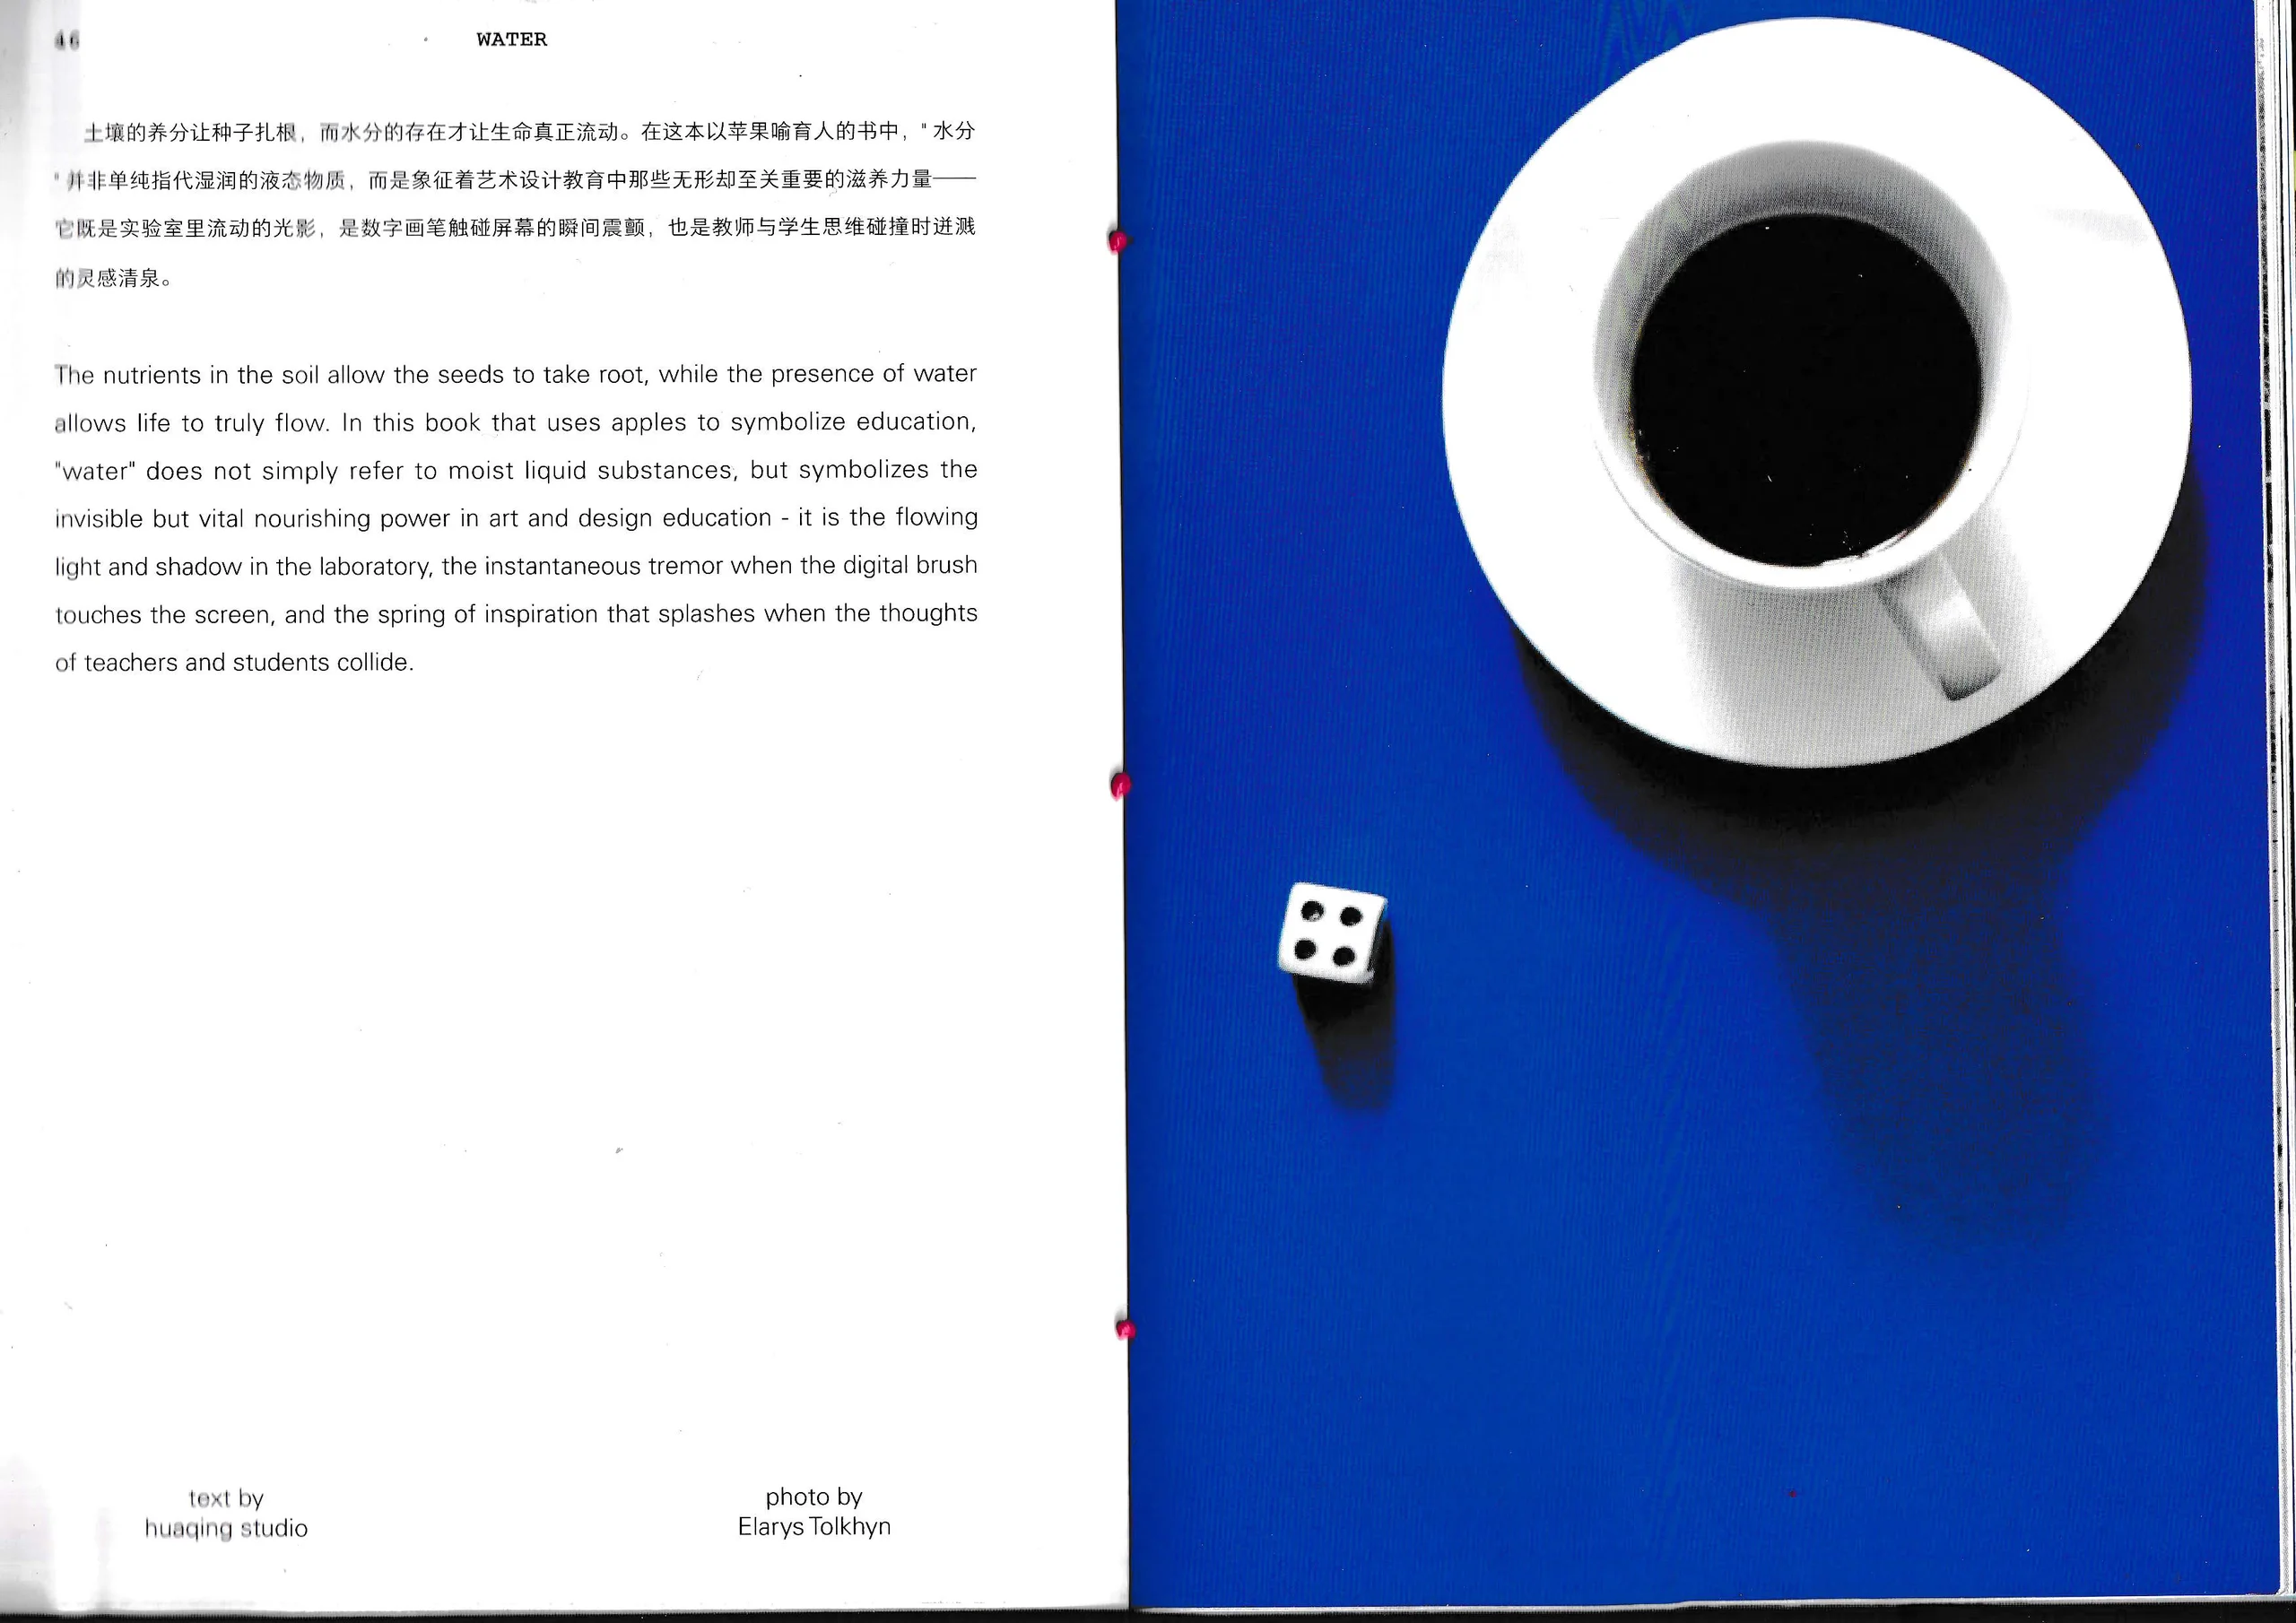 46
WATER
土壤的养分让种子扎根，而水分的存在才让生命真正流动。在这本以苹果喻育人的书中，" 水分
" 并非单纯指代湿润的液态物质，而是象征着艺术设计教育中那些无形却至关重要的滋养力量——
它既是实验室里流动的光影，是数字画笔触碰屏幕的瞬间震颤，也是教师与学生思维碰撞时迸溅
的灵感清泉。
The nutrients in the soil allow the seeds to take root, while the presence of water
allows life to truly flow. In this book that uses apples to symbolize education,
"water" does not simply refer to moist liquid substances, but symbolizes the
invisible but vital nourishing power in art and design education - it is the flowing
light and shadow in the laboratory, the instantaneous tremor when the digital brush
touches the screen, and the spring of inspiration that splashes when the thoughts
of teachers and students collide.
text by
huaqing studio
photo by
Elarys Tolkhyn